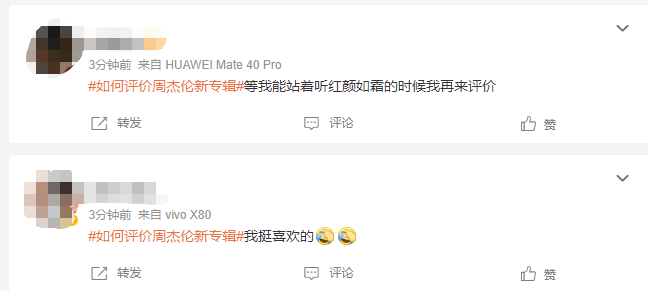 3分钟前 来自 HUAWEI Mate 40 Pro
#如何评价周杰伦新专辑#等我能站着听红颜如霜的时候我再来评价
转发 评论 赞
3分钟前 来自 vivo X80
#如何评价周杰伦新专辑#我挺喜欢的
转发 评论 赞